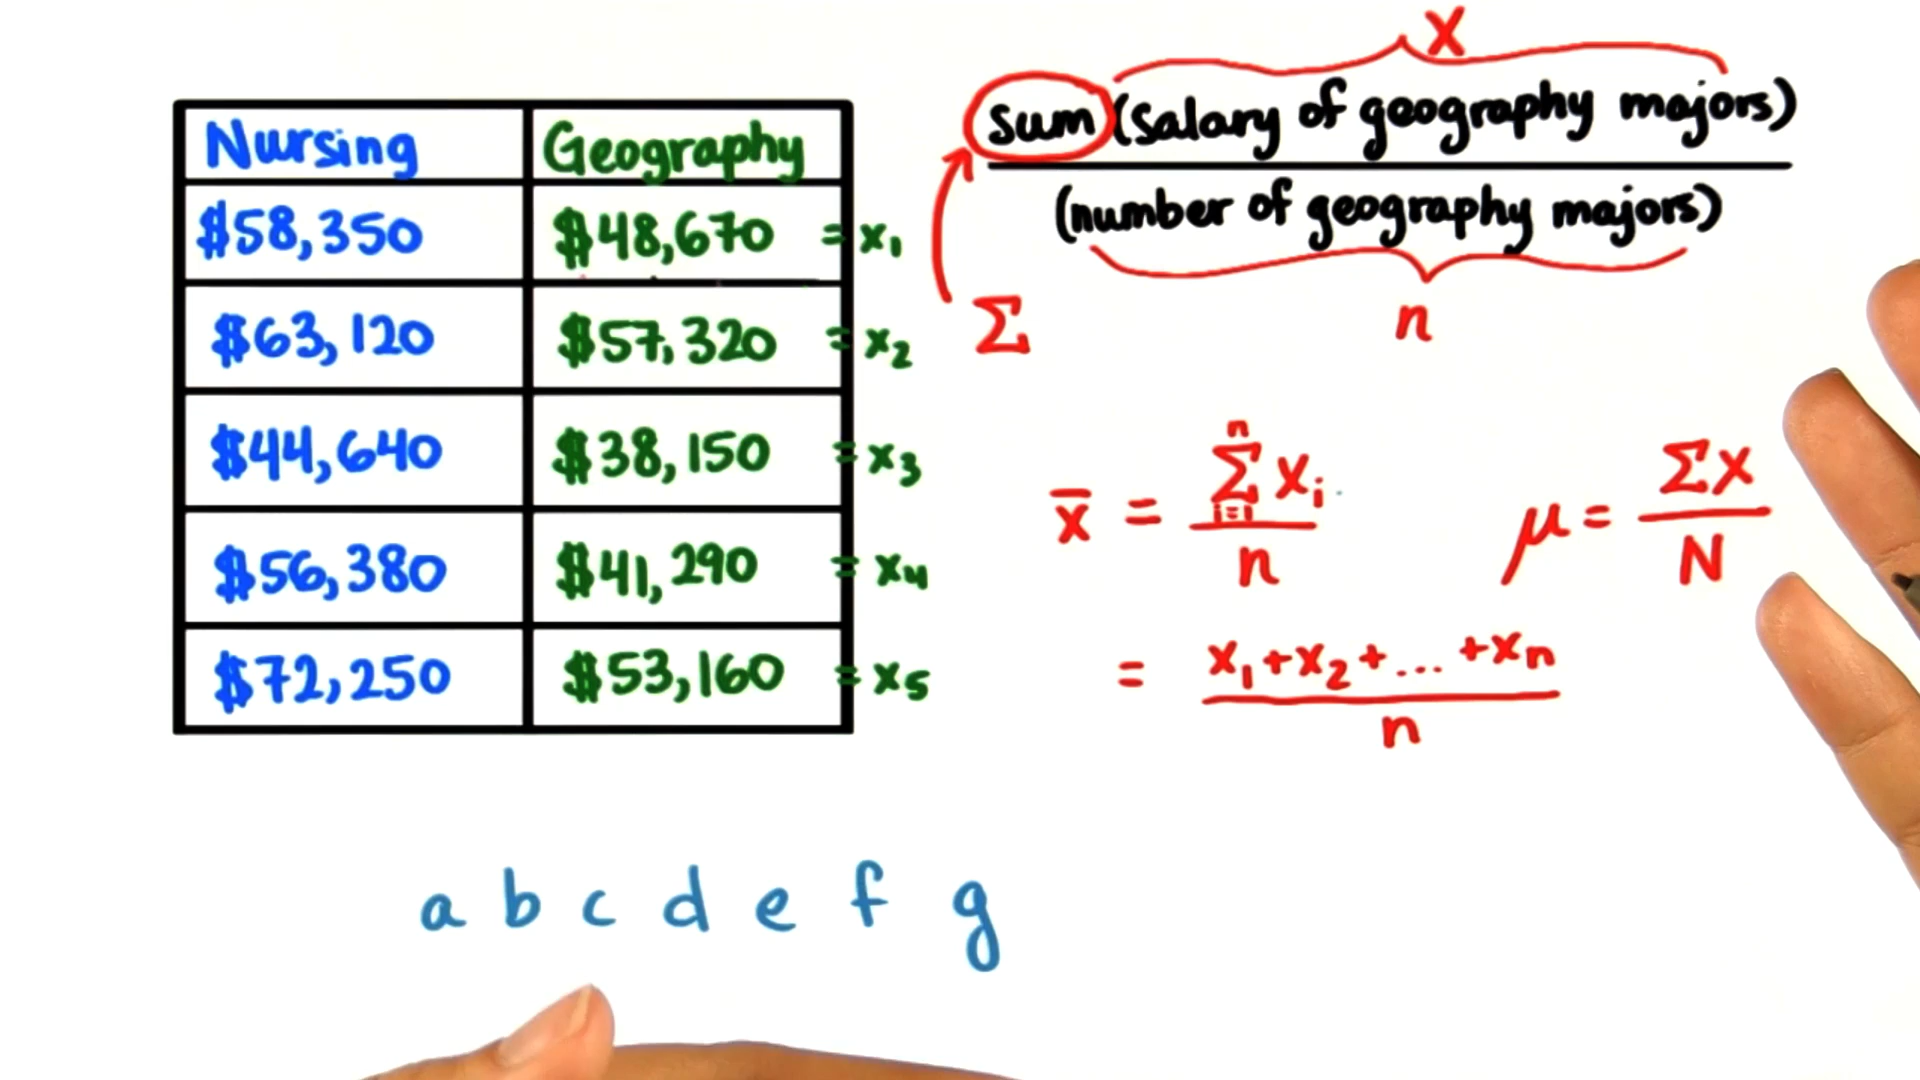 Nursing Geography
$58,350 $48,670 = x₁
$63,120 $57,320 = x₂
$44,640 $38,150 = x₃
$56,380 $41,290 = x₄
$72,250 $53,160 = x₅
x
sum (salary of geography majors)
(number of geography majors)
Σ
n
n
x̄ = Σ xᵢ
i=1
n
μ = Σx
N
= x₁+x₂+...+xₙ
n
a b c d e f g